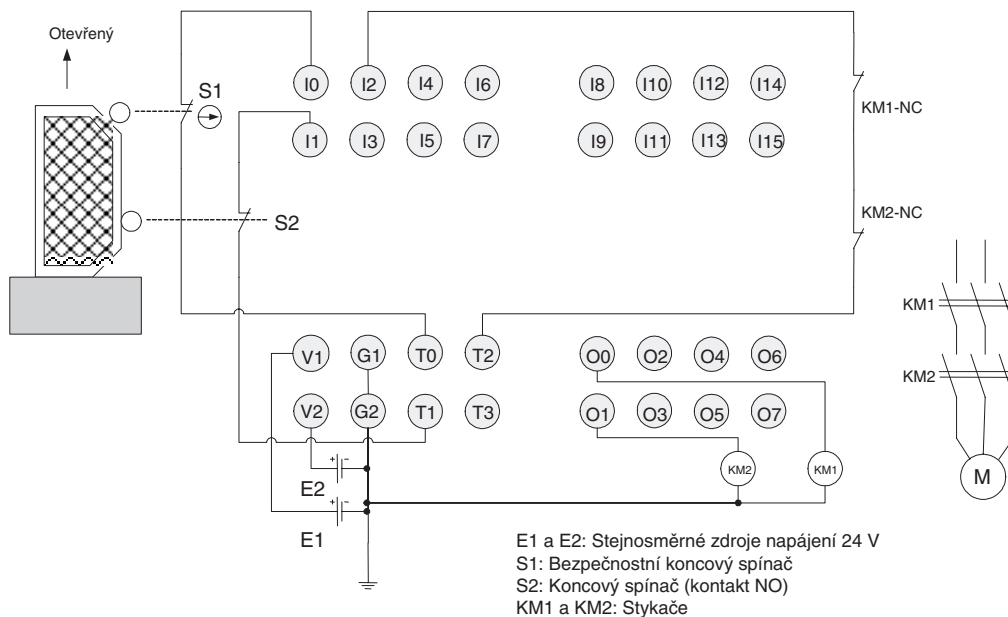 Otevřený
S1
I0 I2 I4 I6 I8 I10 I12 I14
KM1-NC
I1 I3 I5 I7 I9 I11 I13 I15
S2
KM2-NC
KM1
V1 G1 T0 T2 O0 O2 O4 O6
KM2
V2 G2 T1 T3 O1 O3 O5 O7
+ -
E2
KM2 KM1
M
+ -
E1
E1 a E2: Stejnosměrné zdroje napájení 24 V
S1: Bezpečnostní koncový spínač
S2: Koncový spínač (kontakt NO)
KM1 a KM2: Stykače